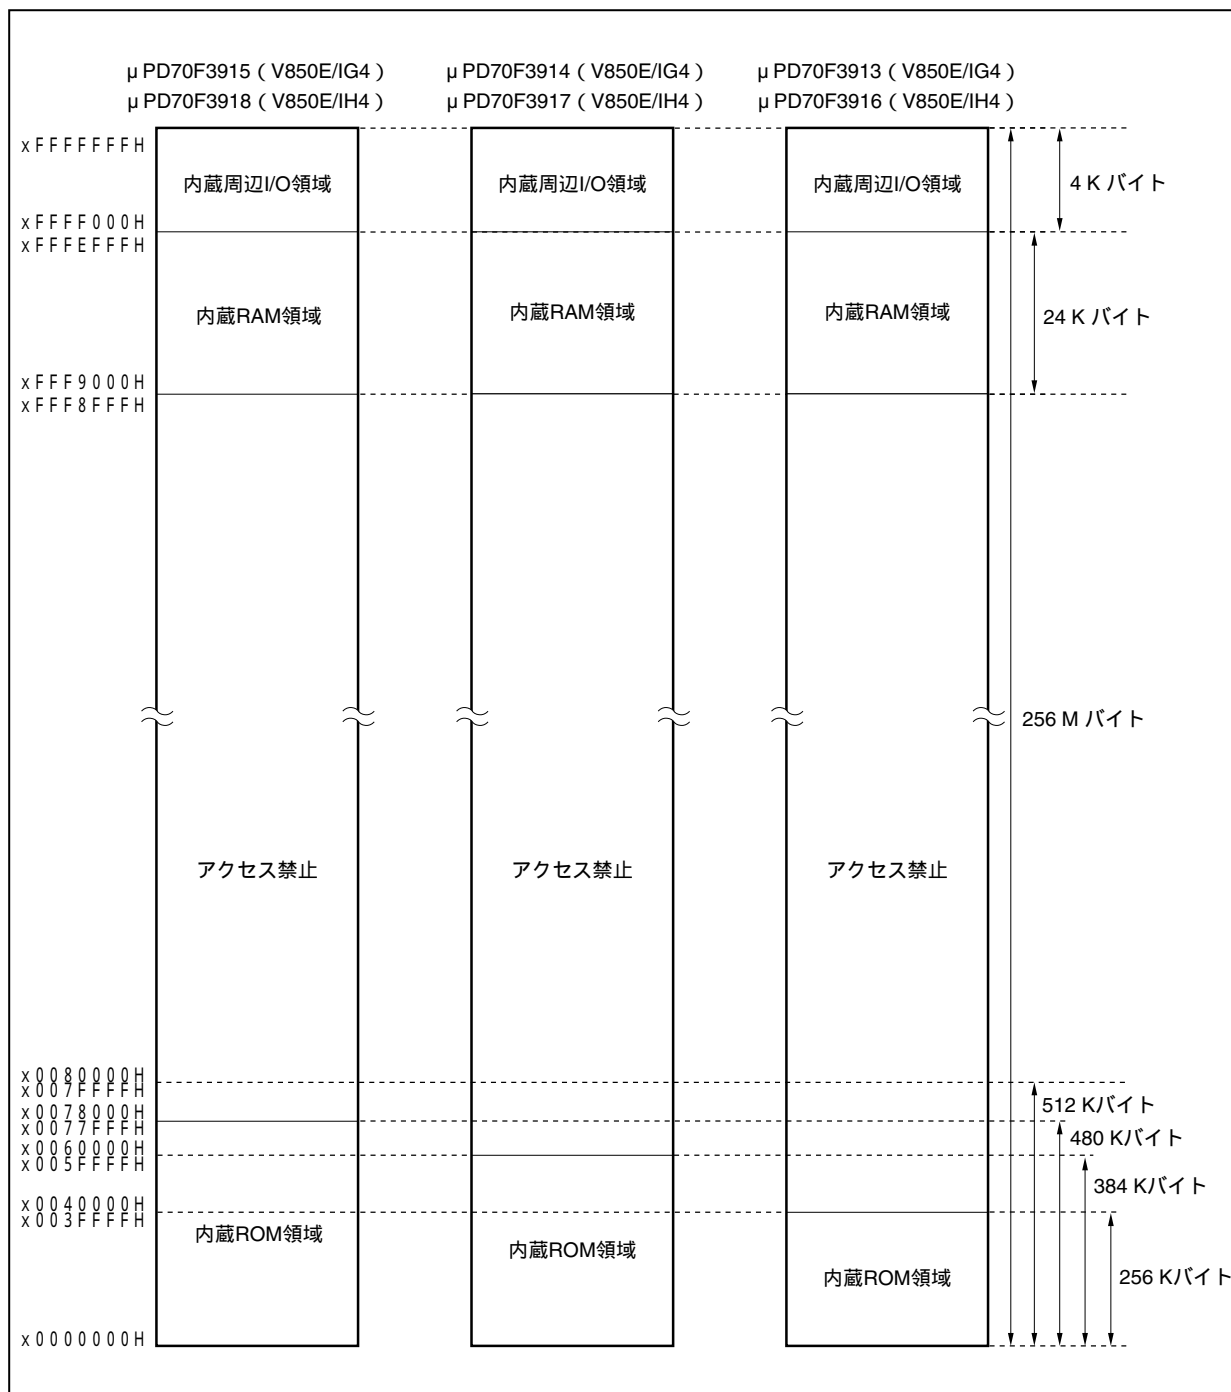 μPD70F3915（V850E/IG4）
μPD70F3918（V850E/IH4）
μPD70F3914（V850E/IG4）
μPD70F3917（V850E/IH4）
μPD70F3913（V850E/IG4）
μPD70F3916（V850E/IH4）
xFFFFFFFH
内蔵周辺I/O領域
内蔵周辺I/O領域
内蔵周辺I/O領域
4 K バイト
xFFFF000H
xFFFEFFFH
内蔵RAM領域
内蔵RAM領域
内蔵RAM領域
24 K バイト
xFFF9000H
xFFF8FFFH
256 M バイト
アクセス禁止
アクセス禁止
アクセス禁止
x0080000H
x007FFFFH
512 Kバイト
x0078000H
x0077FFFH
480 Kバイト
x0060000H
x005FFFFH
384 Kバイト
x0040000H
x003FFFFH
内蔵ROM領域
内蔵ROM領域
内蔵ROM領域
256 Kバイト
x0000000H